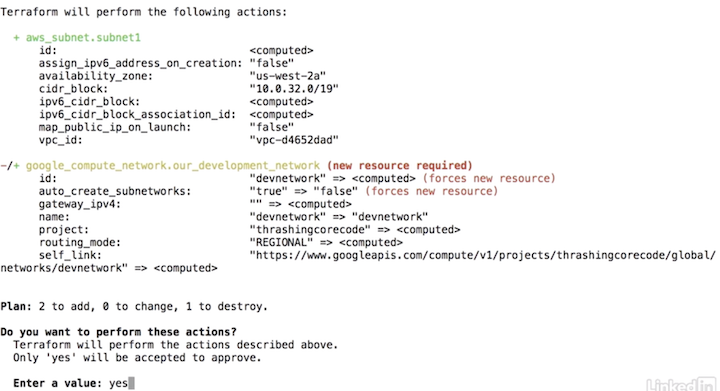 Terraform will perform the following actions:
+ aws_subnet.subnet1
id: <computed>
assign_ipv6_address_on_creation: "false"
availability_zone: "us-west-2a"
cidr_block: "10.0.32.0/19"
ipv6_cidr_block: <computed>
ipv6_cidr_block_association_id: <computed>
map_public_ip_on_launch: "false"
vpc_id: "vpc-d4652dad"
-/+ google_compute_network.our_development_network (new resource required)
id: "devnetwork" => <computed> (forces new resource)
auto_create_subnetworks: "true" => "false" (forces new resource)
gateway_ipv4: "" => <computed>
name: "devnetwork" => "devnetwork"
project: "thrashingcorecode" => <computed>
routing_mode: "REGIONAL" => <computed>
self_link: "https://www.googleapis.com/compute/v1/projects/thrashingcorecode/global/
networks/devnetwork" => <computed>
Plan: 2 to add, 0 to change, 1 to destroy.
Do you want to perform these actions?
Terraform will perform the actions described above.
Only 'yes' will be accepted to approve.
Enter a value: yes
LinkedIn